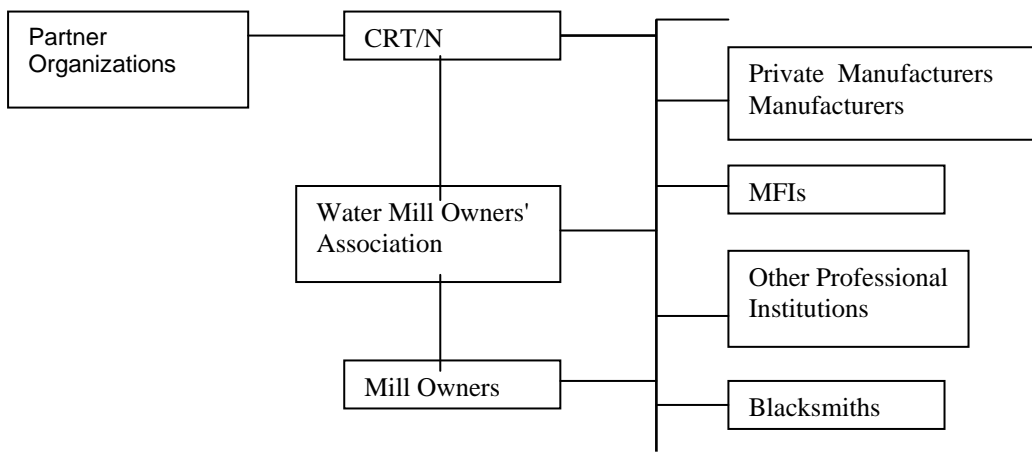 Partner
Organizations
CRT/N
Private Manufacturers
Manufacturers
MFIs
Water Mill Owners'
Association
Other Professional
Institutions
Mill Owners
Blacksmiths